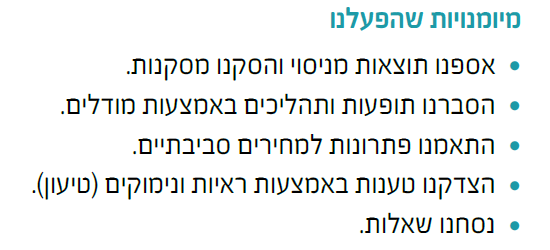 מיומנויות שהפעלנו
• אספנו תוצאות מניסוי והסקנו מסקנות.
• הסברנו תופעות ותהליכים באמצעות מודלים.
• התאמנו פתרונות למחירים סביבתיים.
• הצדקנו טענות באמצעות ראיות ונימוקים (טיעון).
• נסחנו שאלות.